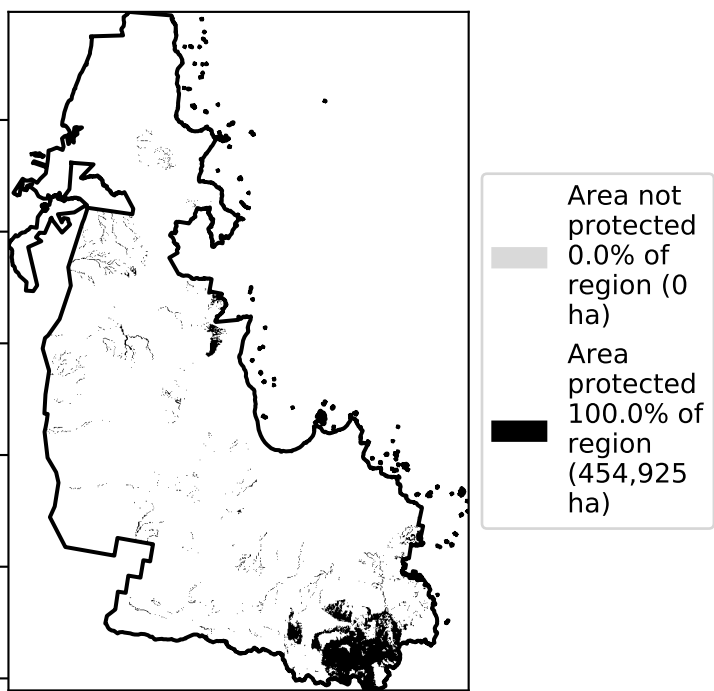 Area not
protected
0.0% of
region (0
ha)
Area
protected
100.0% of
region
(454,925
ha)